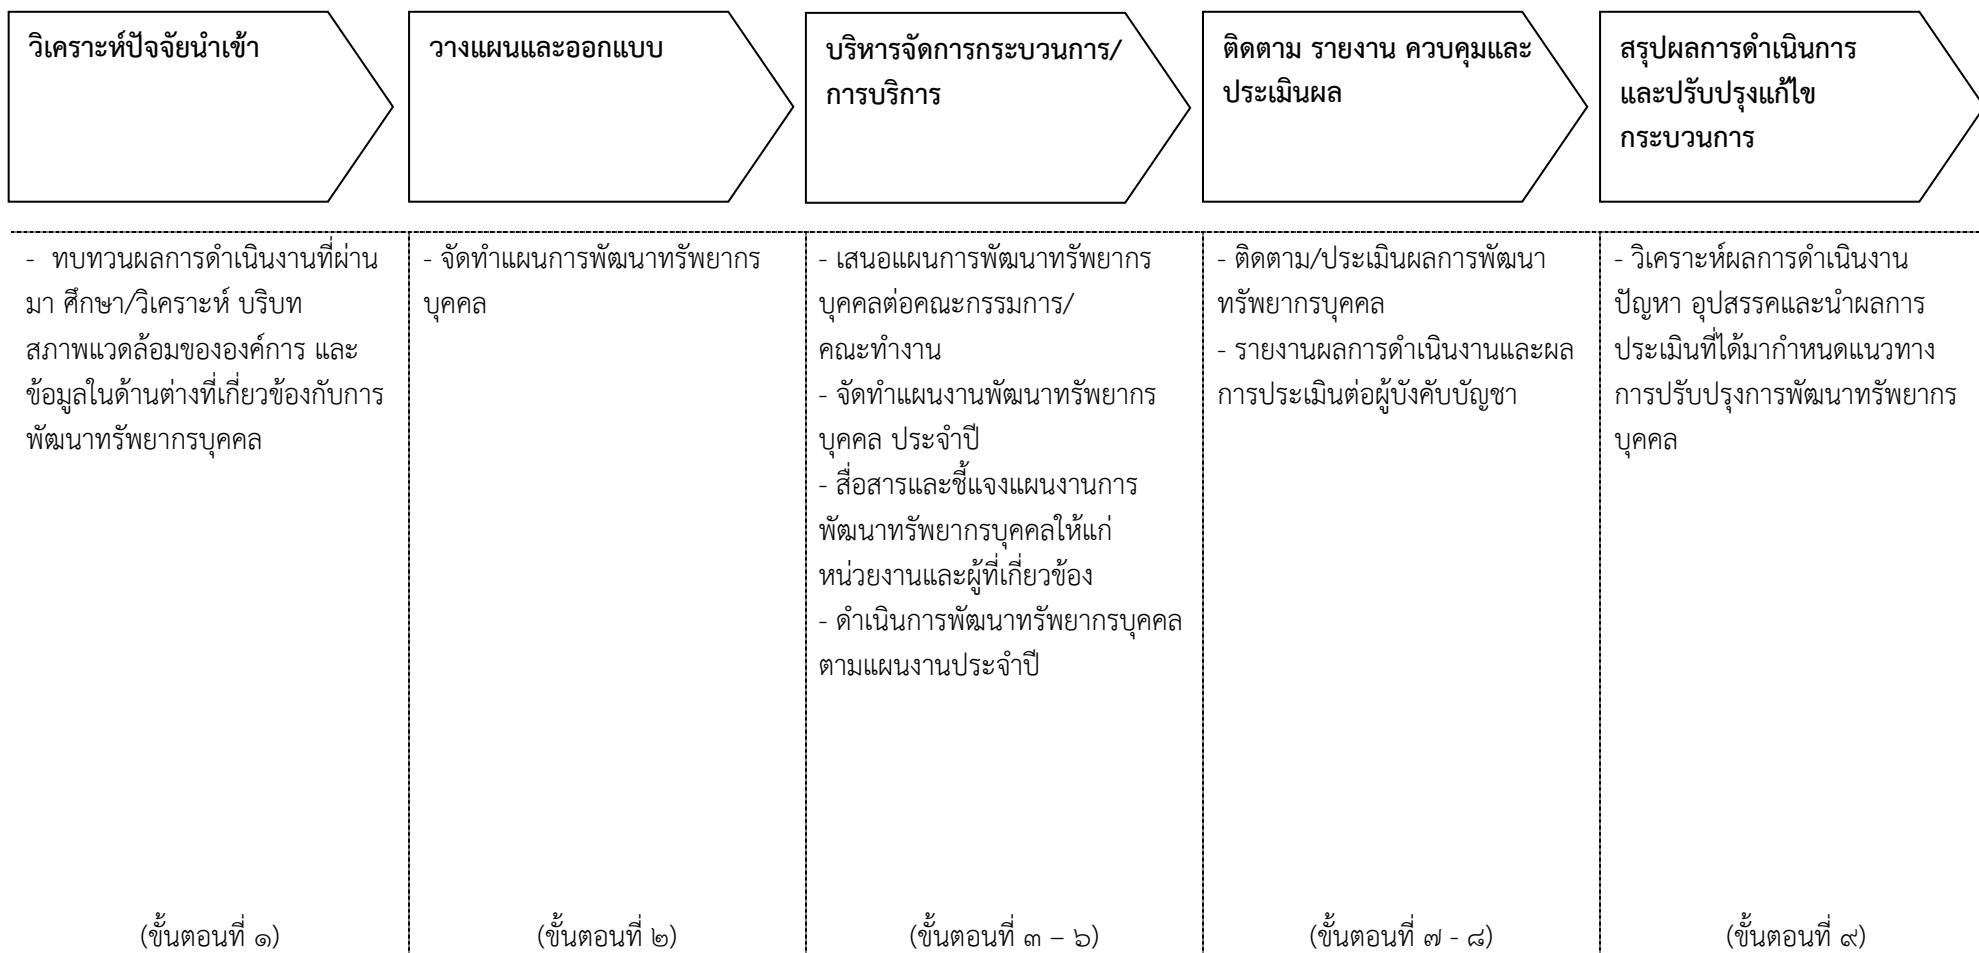 วิเคราะห์ปัจจัยนำเข้า
วางแผนและออกแบบ
บริหารจัดการกระบวนการ/
การบริการ
ติดตาม รายงาน ควบคุมและ
ประเมินผล
สรุปผลการดำเนินการ
และปรับปรุงแก้ไข
กระบวนการ
- ทบทวนผลการดำเนินงานที่ผ่าน
มา ศึกษา/วิเคราะห์ บริบท
สภาพแวดล้อมขององค์การ และ
ข้อมูลในด้านต่างที่เกี่ยวข้องกับการ
พัฒนาทรัพยากรบุคคล
(ขั้นตอนที่ ๑)
- จัดทำแผนการพัฒนาทรัพยากร
บุคคล
(ขั้นตอนที่ ๒)
- เสนอแผนการพัฒนาทรัพยากร
บุคคลต่อคณะกรรมการ/
คณะทำงาน
- จัดทำแผนงานพัฒนาทรัพยากร
บุคคล ประจำปี
- สื่อสารและชี้แจงแผนงานการ
พัฒนาทรัพยากรบุคคลให้แก่
หน่วยงานและผู้ที่เกี่ยวข้อง
- ดำเนินการพัฒนาทรัพยากรบุคคล
ตามแผนงานประจำปี
(ขั้นตอนที่ ๓ – ๖)
- ติดตาม/ประเมินผลการพัฒนา
ทรัพยากรบุคคล
- รายงานผลการดำเนินงานและผล
การประเมินต่อผู้บังคับบัญชา
(ขั้นตอนที่ ๗ - ๘)
- วิเคราะห์ผลการดำเนินงาน
ปัญหา อุปสรรคและนำผลการ
ประเมินที่ได้มากำหนดแนวทาง
การปรับปรุงการพัฒนาทรัพยากร
บุคคล
(ขั้นตอนที่ ๙)